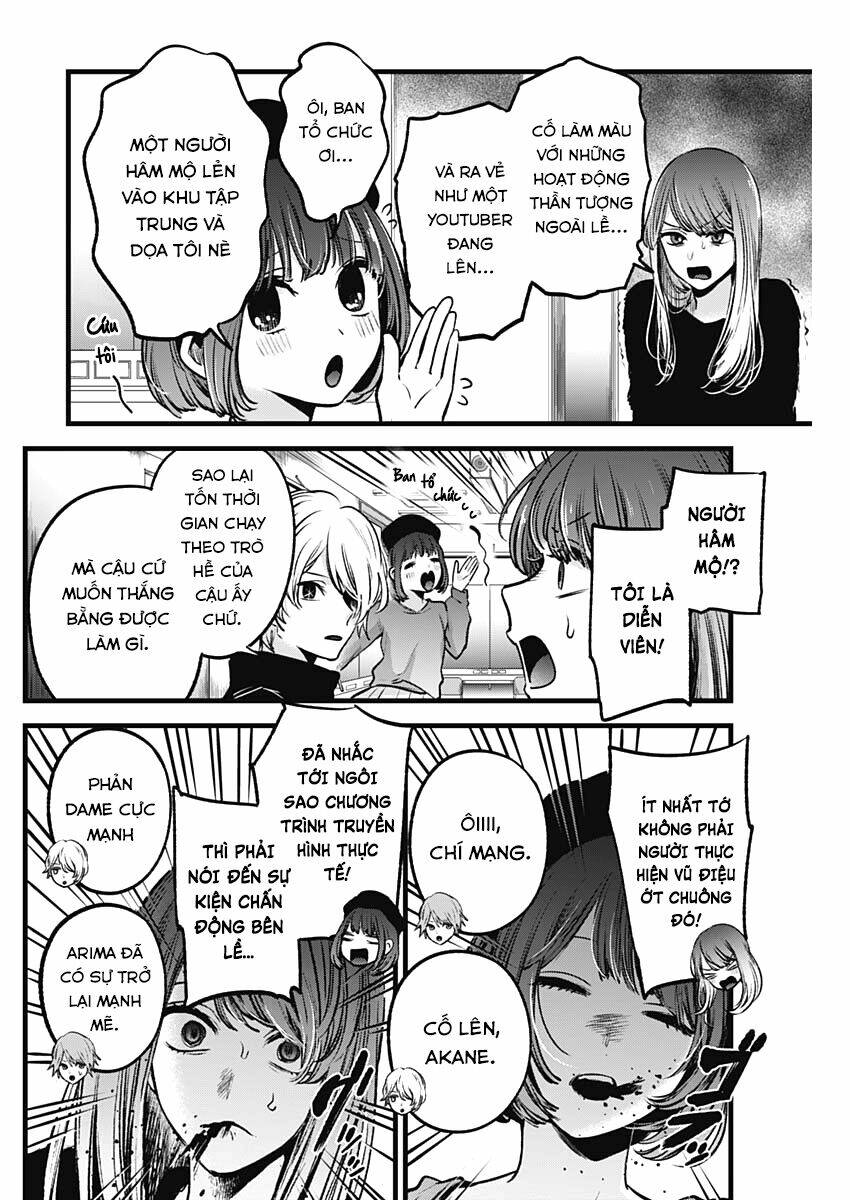 CỐ LÀM MÀU
VỚI NHỮNG
HOẠT ĐỘNG
THẦN TƯỢNG
NGOÀI LỀ...
VÀ RA VẺ
NHƯ MỘT
YOUTUBER
ĐANG
LÊN...
ÔI, BAN
TỔ CHỨC
ƠI...
MỘT NGƯỜI
HÂM MỘ LẺN
VÀO KHU TẬP
TRUNG VÀ
DỌA TÔI NÈ
Cứu
tôi
NGƯỜI
HÂM
MỘ!?
TÔI LÀ
DIỄN
VIÊN!
Ban tổ
chức
SAO LẠI
TỐN THỜI
GIAN CHẠY
THEO TRÒ
HỀ CỦA
CẬU ẤY
CHỨ.
MÀ CẬU CỨ
MUỐN THẮNG
BẰNG ĐƯỢC
LÀM GÌ.
ÍT NHẤT TỚ
KHÔNG PHẢI
NGƯỜI THỰC
HIỆN VŨ ĐIỆU
ỚT CHUÔNG
ĐÓ!
ÔIIII,
CHÍ MẠNG.
CỐ LÊN,
AKANE.
ゴゴ
ĐÃ NHẮC
TỚI NGÔI
SAO CHƯƠNG
TRÌNH TRUYỀN
HÌNH THỰC
TẾ!
THÌ PHẢI
NÓI ĐẾN SỰ
KIỆN CHẤN
ĐỘNG BÊN
LỀ...
PHẢN
DAME CỰC
MẠNH
ARIMA ĐÃ
CÓ SỰ TRỞ
LẠI MẠNH
MẼ.